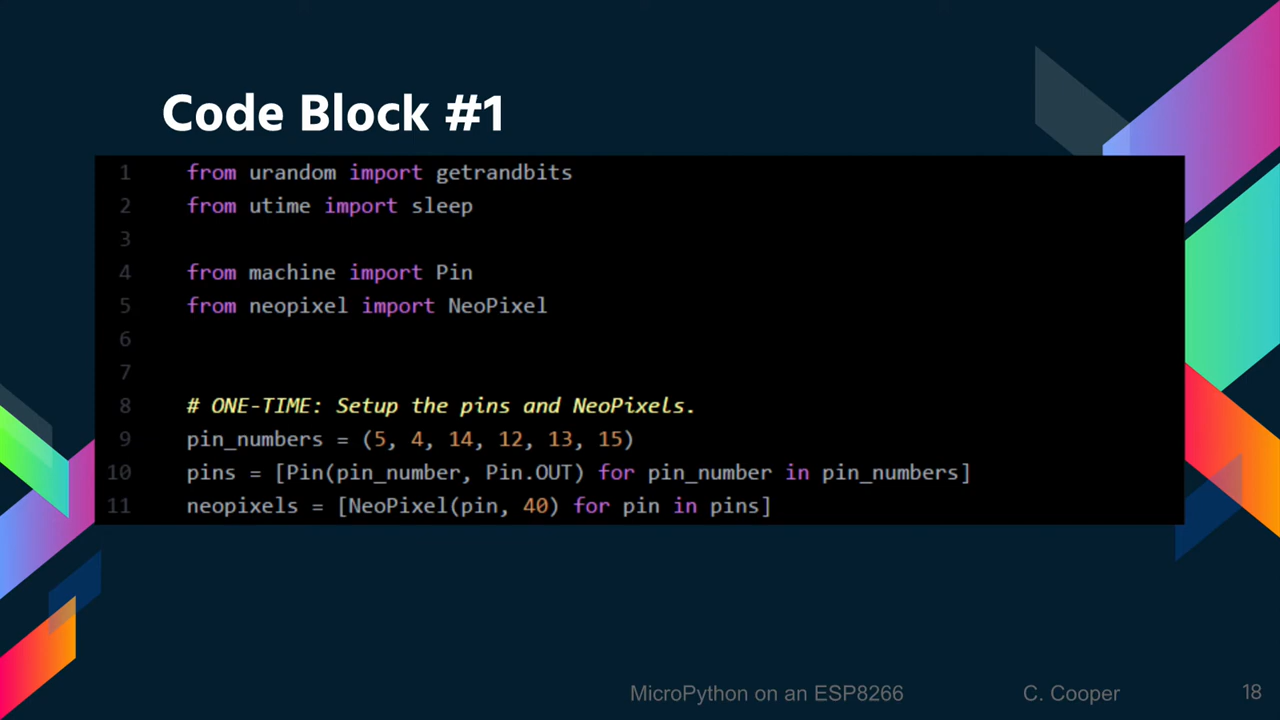 Code Block #1
1 from urandom import getrandbits
2 from utime import sleep
3
4 from machine import Pin
5 from neopixel import NeoPixel
6
7
8 # ONE-TIME: Setup the pins and NeoPixels.
9 pin_numbers = (5, 4, 14, 12, 13, 15)
10 pins = [Pin(pin_number, Pin.OUT) for pin_number in pin_numbers]
11 neopixels = [NeoPixel(pin, 40) for pin in pins]
MicroPython on an ESP8266 C. Cooper 18